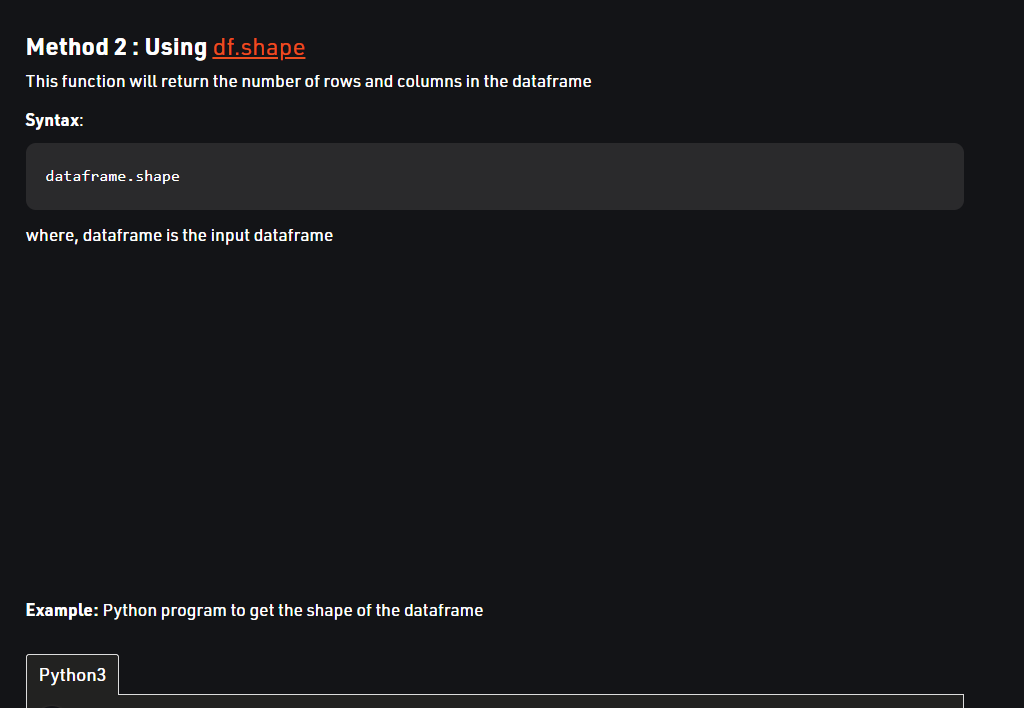 Method 2 : Using df.shape
This function will return the number of rows and columns in the dataframe
Syntax:
dataframe.shape
where, dataframe is the input dataframe
Example: Python program to get the shape of the dataframe
Python3